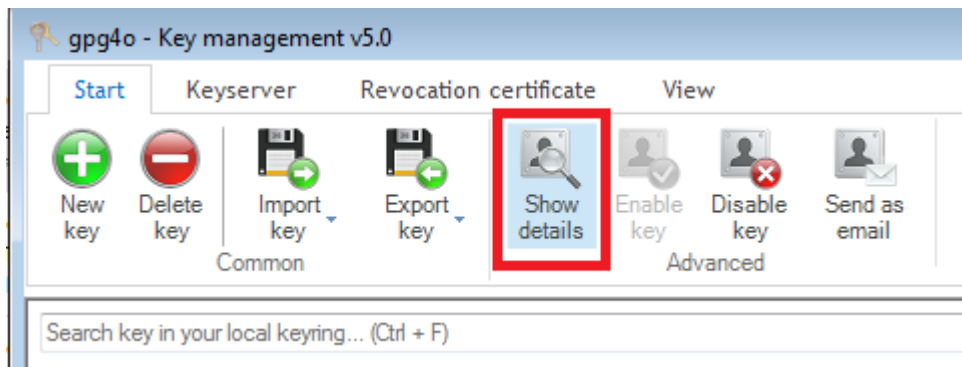 gpg4o - Key management v5.0
Start Keyserver Revocation certificate View
New key
Delete key
Import key
Export key
Show details
Enable key
Disable key
Send as email
Common Advanced
Search key in your local keyring... (Ctrl + F)